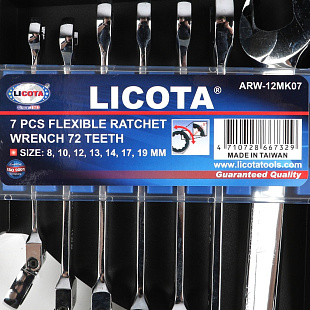 LICOTA®
ARW-12MK07
LICOTA
7 PCS FLEXIBLE RATCHET
WRENCH 72 TEETH
SIZE: 8, 10, 12, 13, 14, 17, 19 MM
4 710728 667329
MADE IN TAIWAN
www.licotatools.com
Guaranteed Quality